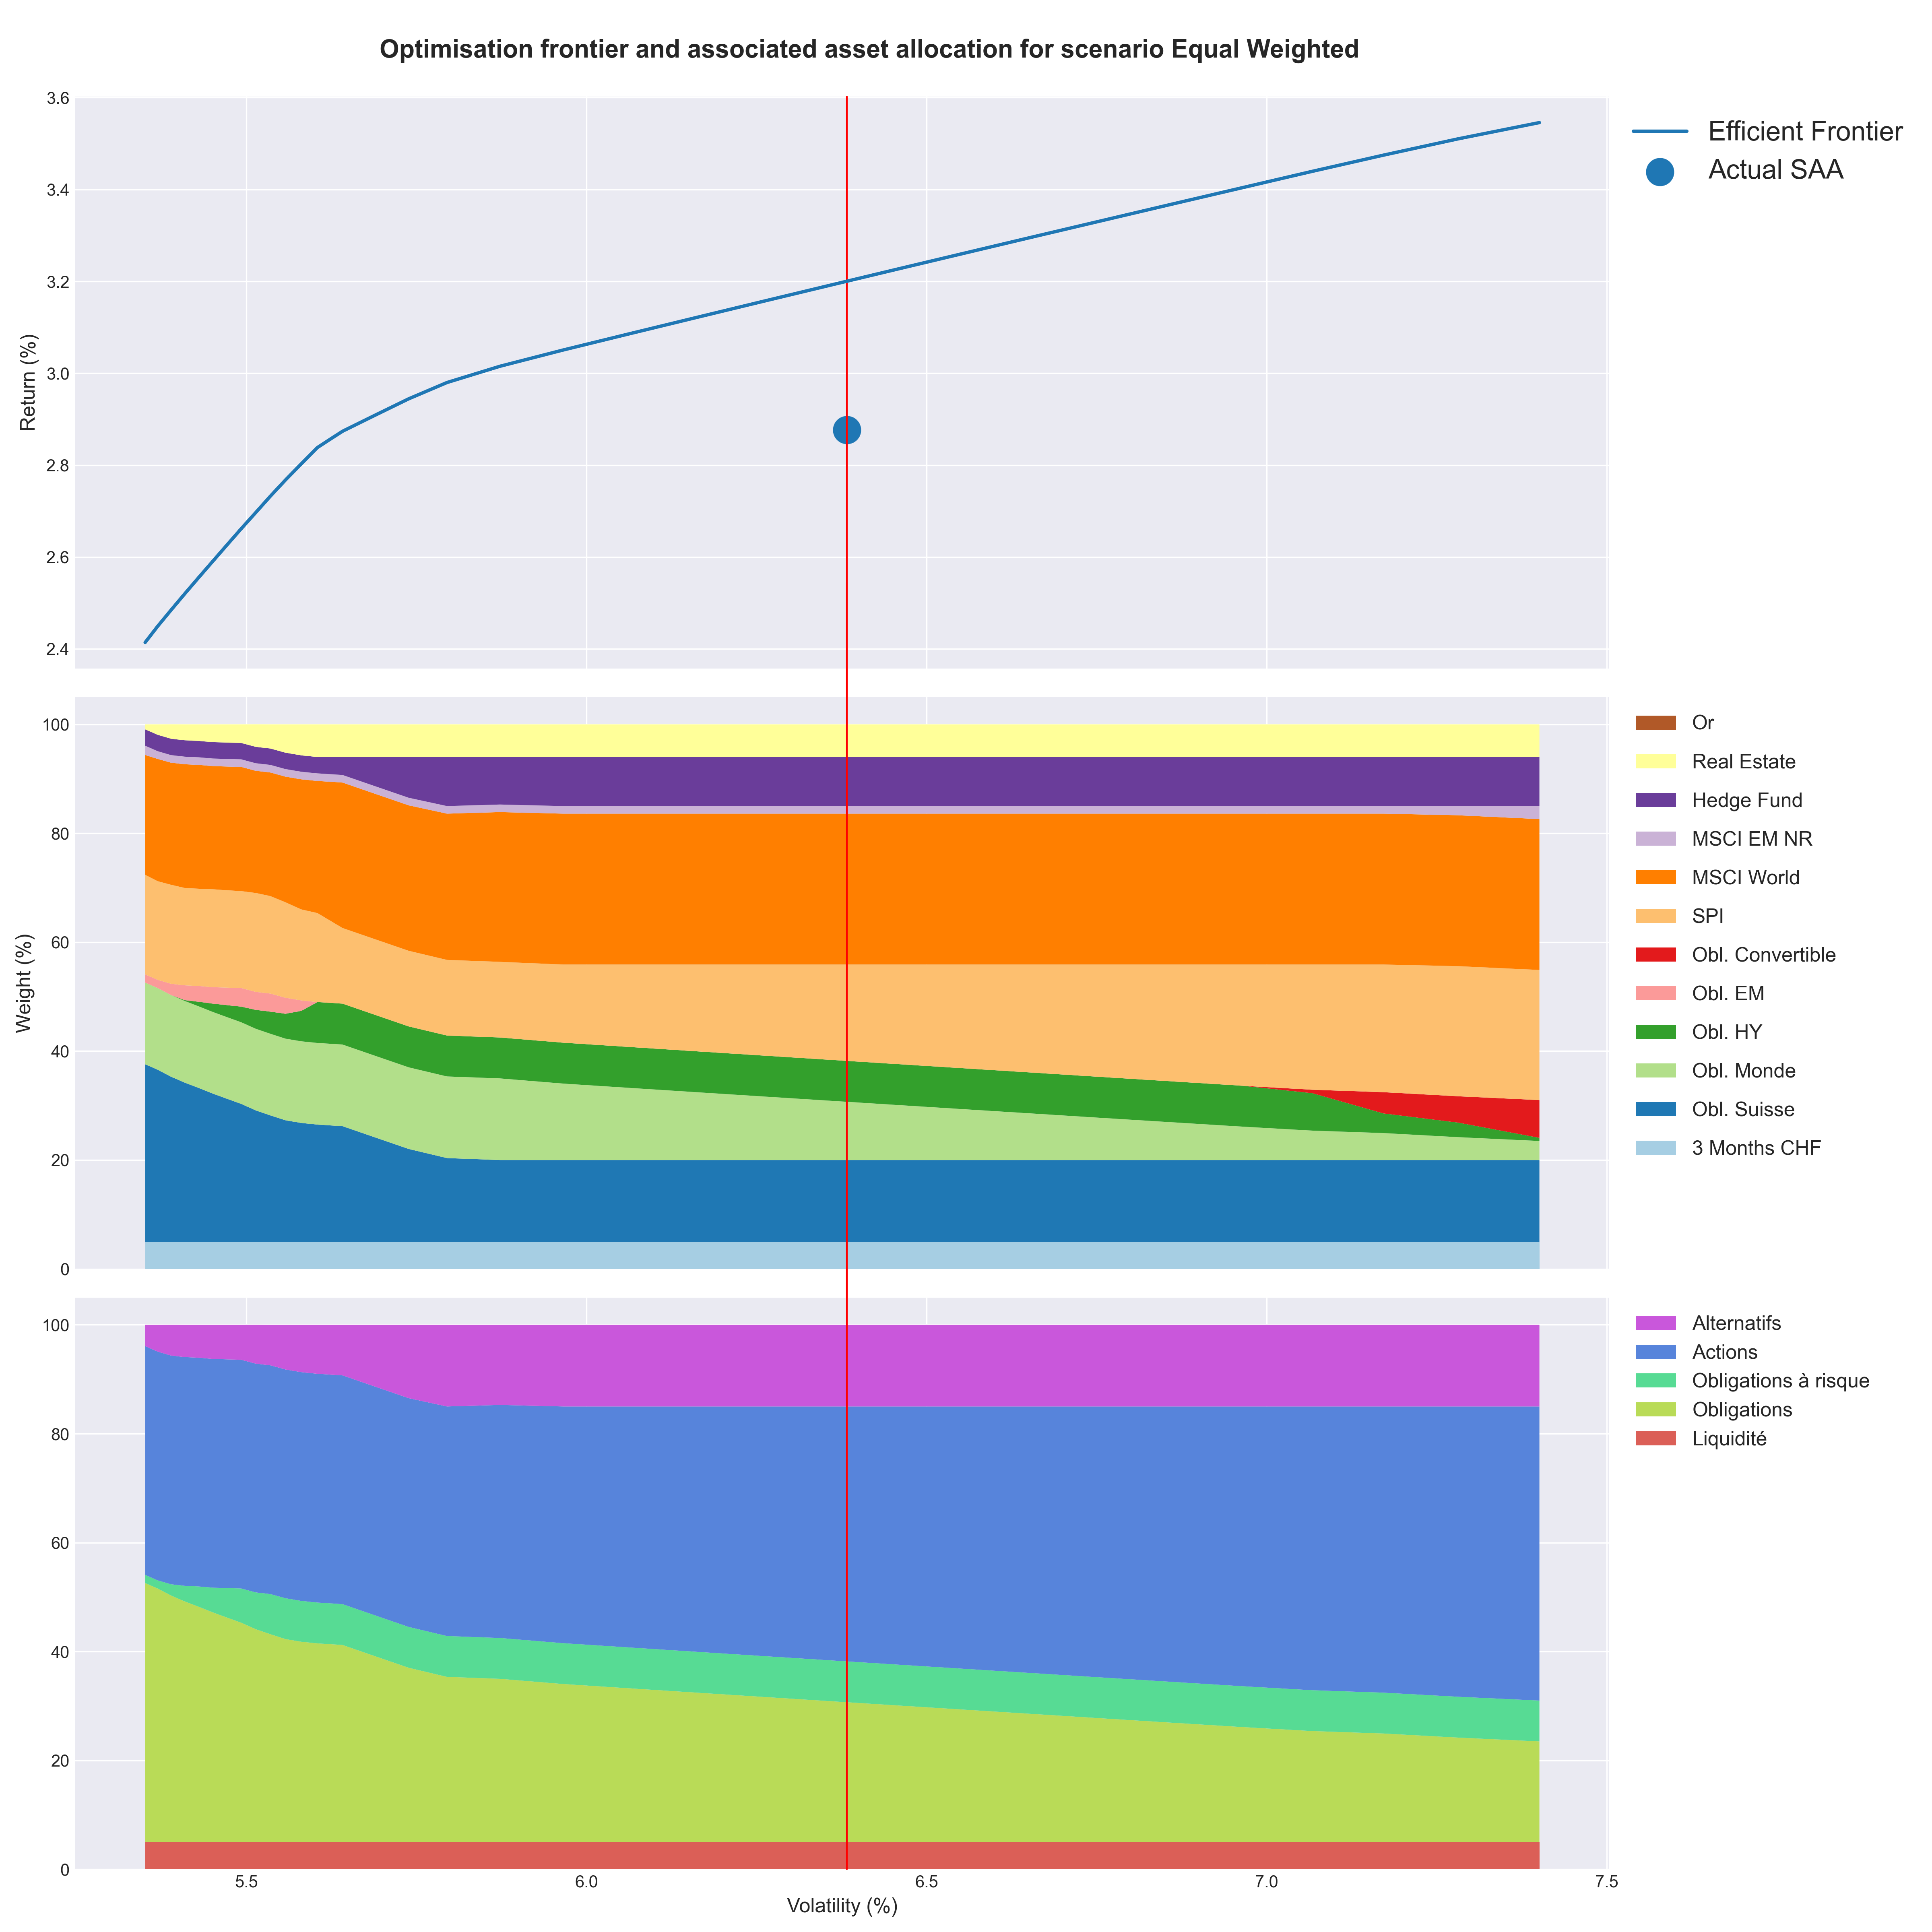 Optimisation frontier and associated asset allocation for scenario Equal Weighted
3.6
3.4
3.2
3.0
2.8
2.6
2.4
Return (%)
Efficient Frontier
Actual SAA
100
80
60
40
20
0
Weight (%)
Or
Real Estate
Hedge Fund
MSCI EM NR
MSCI World
SPI
Obl. Convertible
Obl. EM
Obl. HY
Obl. Monde
Obl. Suisse
3 Months CHF
100
80
60
40
20
0
Alternatifs
Actions
Obligations à risque
Obligations
Liquidité
5.5 6.0 6.5 7.0 7.5
Volatility (%)